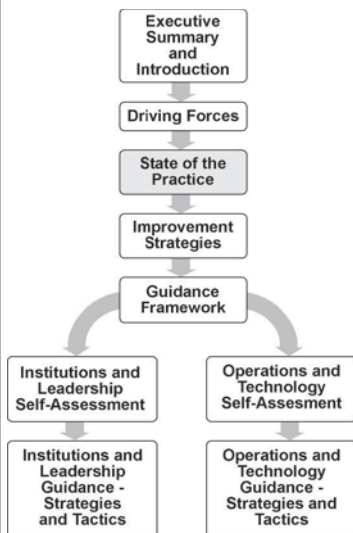 Executive
Summary
and
Introduction
Driving Forces
State of the
Practice
Improvement
Strategies
Guidance
Framework
Institutions and
Leadership
Self-Assessment
Operations and
Technology
Self-Assesment
Institutions and
Leadership
Guidance -
Strategies
and Tactics
Operations and
Technology
Guidance -
Strategies and
Tactics